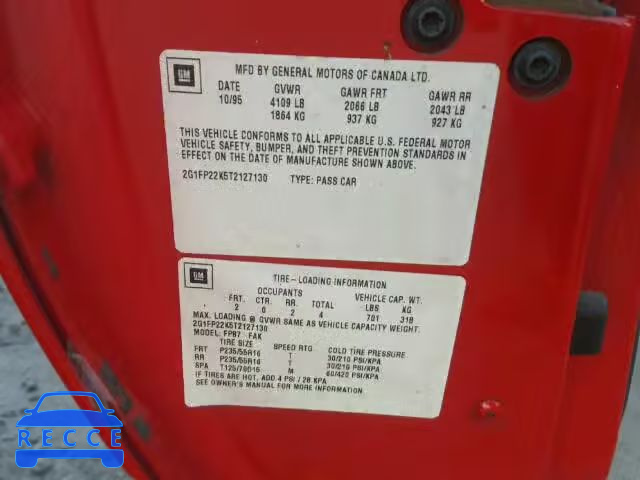 GM
MFD BY GENERAL MOTORS OF CANADA LTD.
DATE GVWR GAWR FRT GAWR RR
10/95 4109 LB 2066 LB 2043 LB
1864 KG 937 KG 927 KG
THIS VEHICLE CONFORMS TO ALL APPLICABLE U.S. FEDERAL MOTOR
VEHICLE SAFETY, BUMPER, AND THEFT PREVENTION STANDARDS IN
EFFECT ON THE DATE OF MANUFACTURE SHOWN ABOVE.
2G1FP22K5T2127130 TYPE: PASS CAR
GM
TIRE-LOADING INFORMATION
OCCUPANTS VEHICLE CAP. WT.
FRT. CTR. RR. TOTAL LBS KG
2 0 2 4 701 318
MAX. LOADING @ GVWR SAME AS VEHICLE CAPACITY WEIGHT.
2G1FP22K5T2127130
MODEL: FP87 FAK
TIRE SIZE SPEED RTG COLD TIRE PRESSURE
FRT P235/55R16 T 30/210 PSI/KPA
RR P235/55R16 T 30/210 PSI/KPA
SPA T125/70D15 M 60/420 PSI/KPA
IF TIRES ARE HOT, ADD 4 PSI / 28 KPA
SEE OWNER'S MANUAL FOR MORE INFORMATION
BIDFAX
RECCE